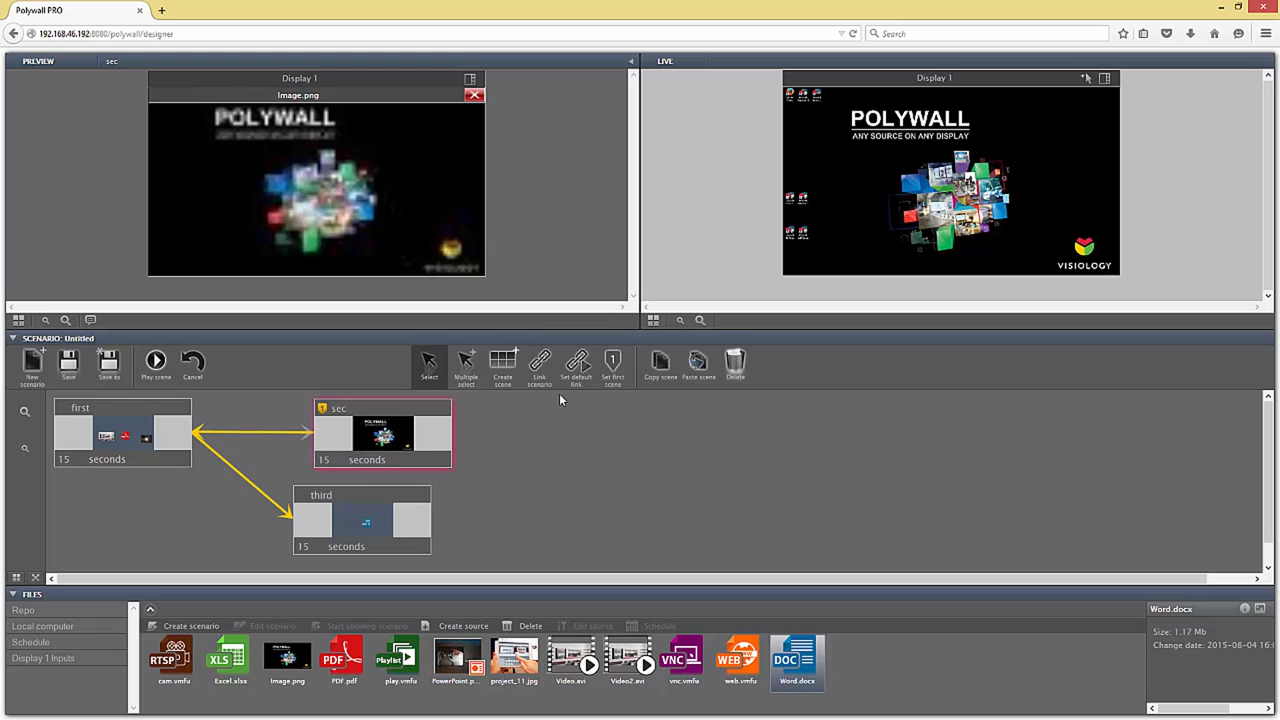 Polywall PRO
192.168.46.192:8080/polywall/designer
Search
PREVIEW
sec
LIVE
Display 1
Image.png
POLYWALL
Display 1
POLYWALL
ANY SOURCE ON ANY DISPLAY
VISIOLOGY
SCENARIO: Untitled
New scenario
Save
Save as
Play scene
Cancel
Select
Multiple select
Create scene
Link scenario
Set default link
1
Set first scene
Copy scene
Paste scene
Delete
first
15 seconds
1 sec
15 seconds
third
15 seconds
FILES
Repo
Local computer
Schedule
Display 1 Inputs
Create scenario
Edit scenario
Start showing scenario
Create source
Delete
Edit source
Schedule
RTSP
cam.vmfu
XLS
Excel.xlsx
Image.png
PDF
PDF.pdf
Playlist
play.vmfu
PowerPoint.p...
project_11.jpg
Video.avi
Video2.avi
VNC
vnc.vmfu
WEB
web.vmfu
DOC
Word.docx
Word.docx
Size: 1.17 Mb
Change date: 2015-08-04 16: